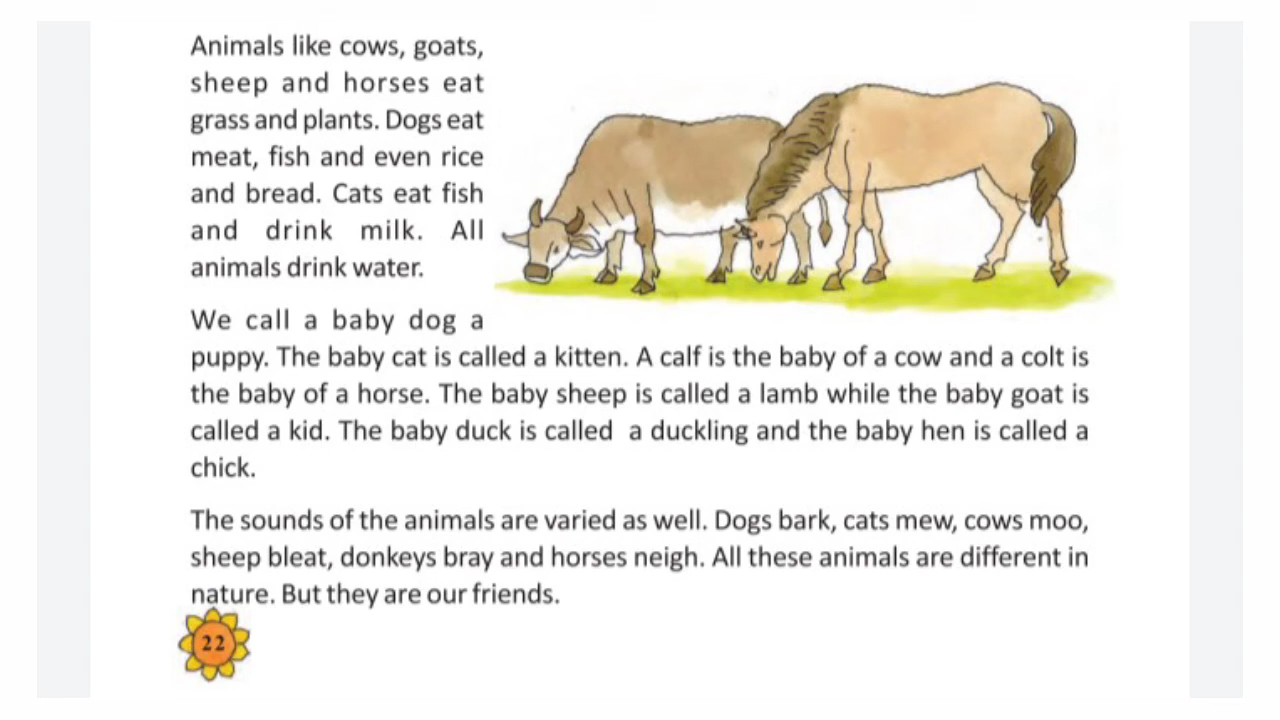 Animals like cows, goats,
sheep and horses eat
grass and plants. Dogs eat
meat, fish and even rice
and bread. Cats eat fish
and drink milk. All
animals drink water.
We call a baby dog a
puppy. The baby cat is called a kitten. A calf is the baby of a cow and a colt is
the baby of a horse. The baby sheep is called a lamb while the baby goat is
called a kid. The baby duck is called a duckling and the baby hen is called a
chick.
The sounds of the animals are varied as well. Dogs bark, cats mew, cows moo,
sheep bleat, donkeys bray and horses neigh. All these animals are different in
nature. But they are our friends.
22